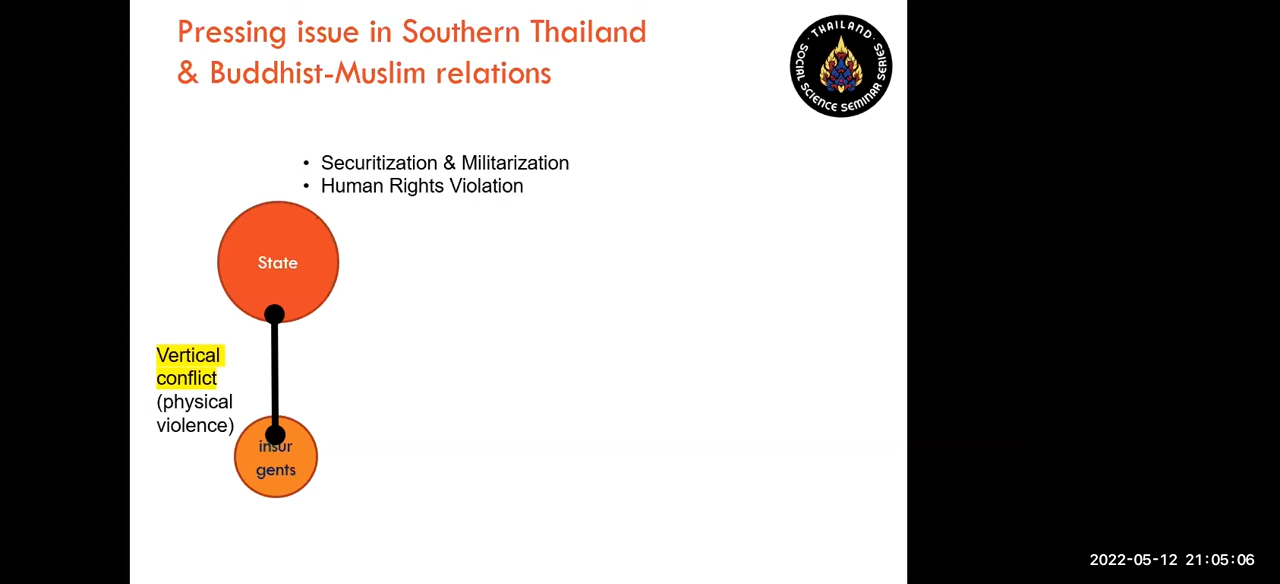 Pressing issue in Southern Thailand
& Buddhist-Muslim relations
· THAILAND ·
SOCIAL SCIENCE SEMINAR SERIES
• Securitization & Militarization
• Human Rights Violation
State
Vertical
conflict
(physical
violence)
insur
gents
2022-05-12 21:05:06